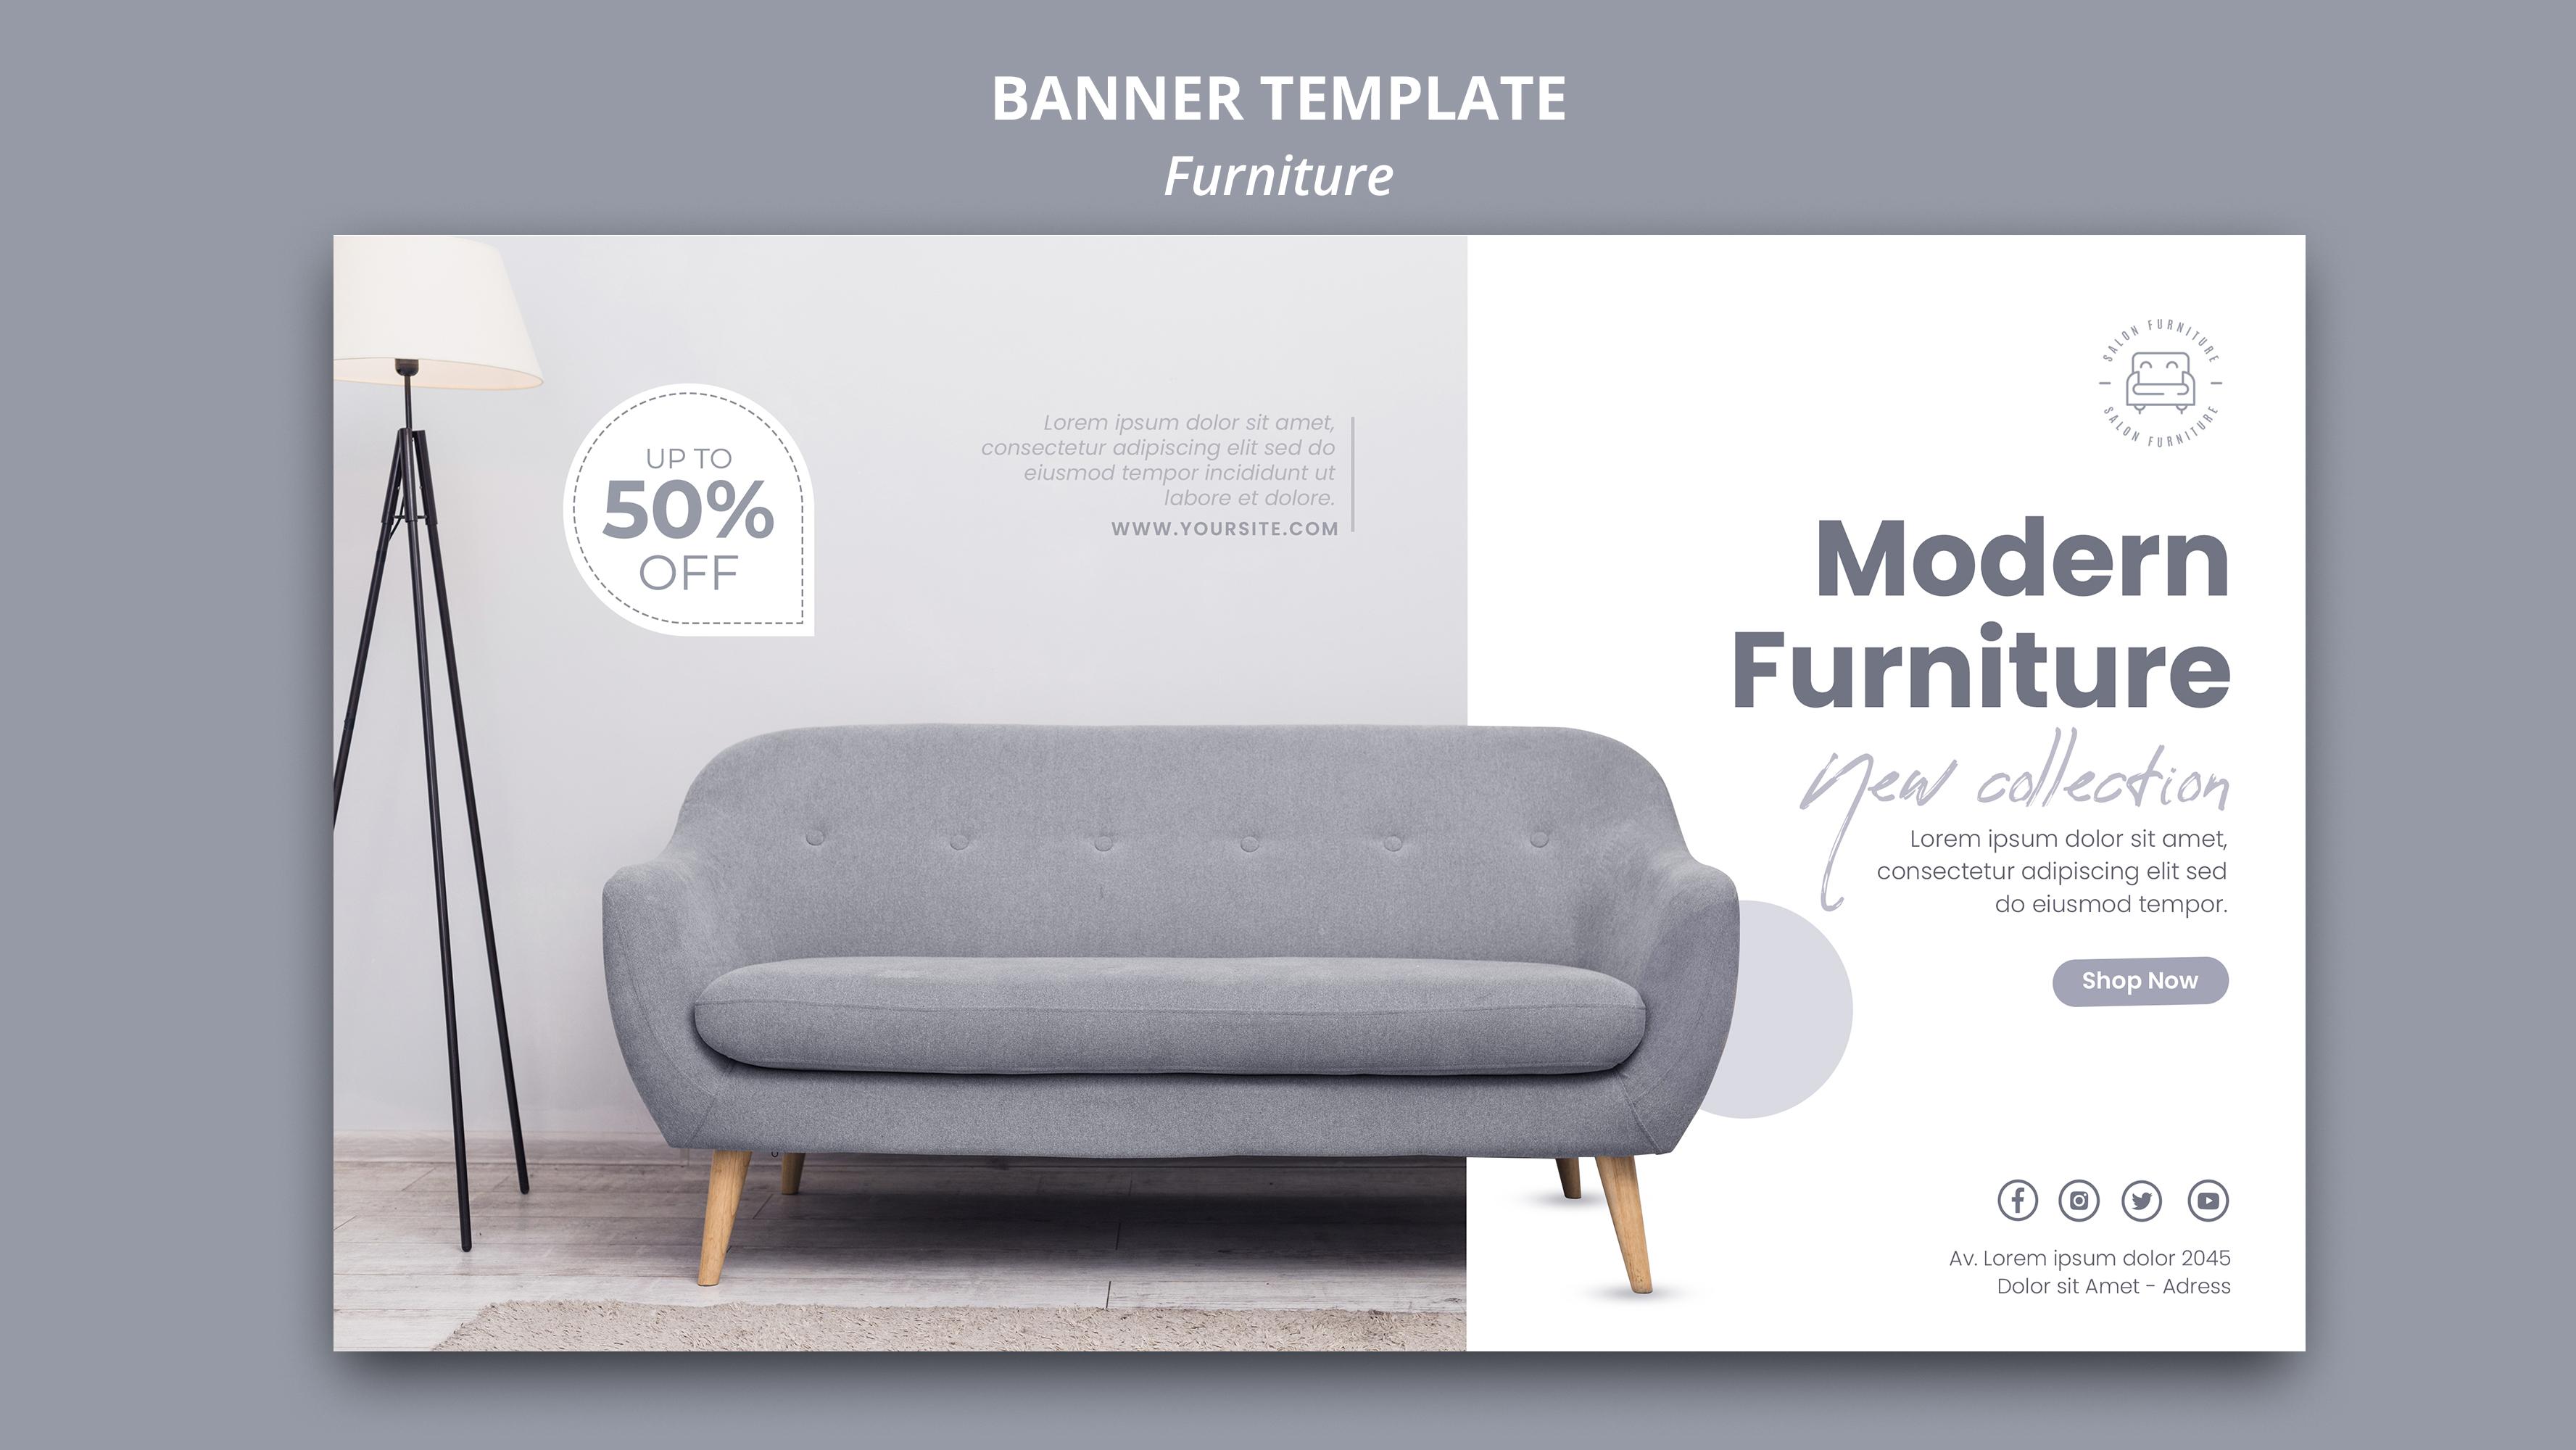 BANNER TEMPLATE
Furniture
UP TO
50%
OFF
Lorem ipsum dolor sit amet,
consectetur adipiscing elit sed do
eiusmod tempor incididunt ut
labore et dolore.
WWW.YOURSITE.COM
SALON FURNITURE
SALON FURNITURE
Modern
Furniture
New collection
Lorem ipsum dolor sit amet,
consectetur adipiscing elit sed
do eiusmod tempor.
Shop Now
Av. Lorem ipsum dolor 2045
Dolor sit Amet - Adress